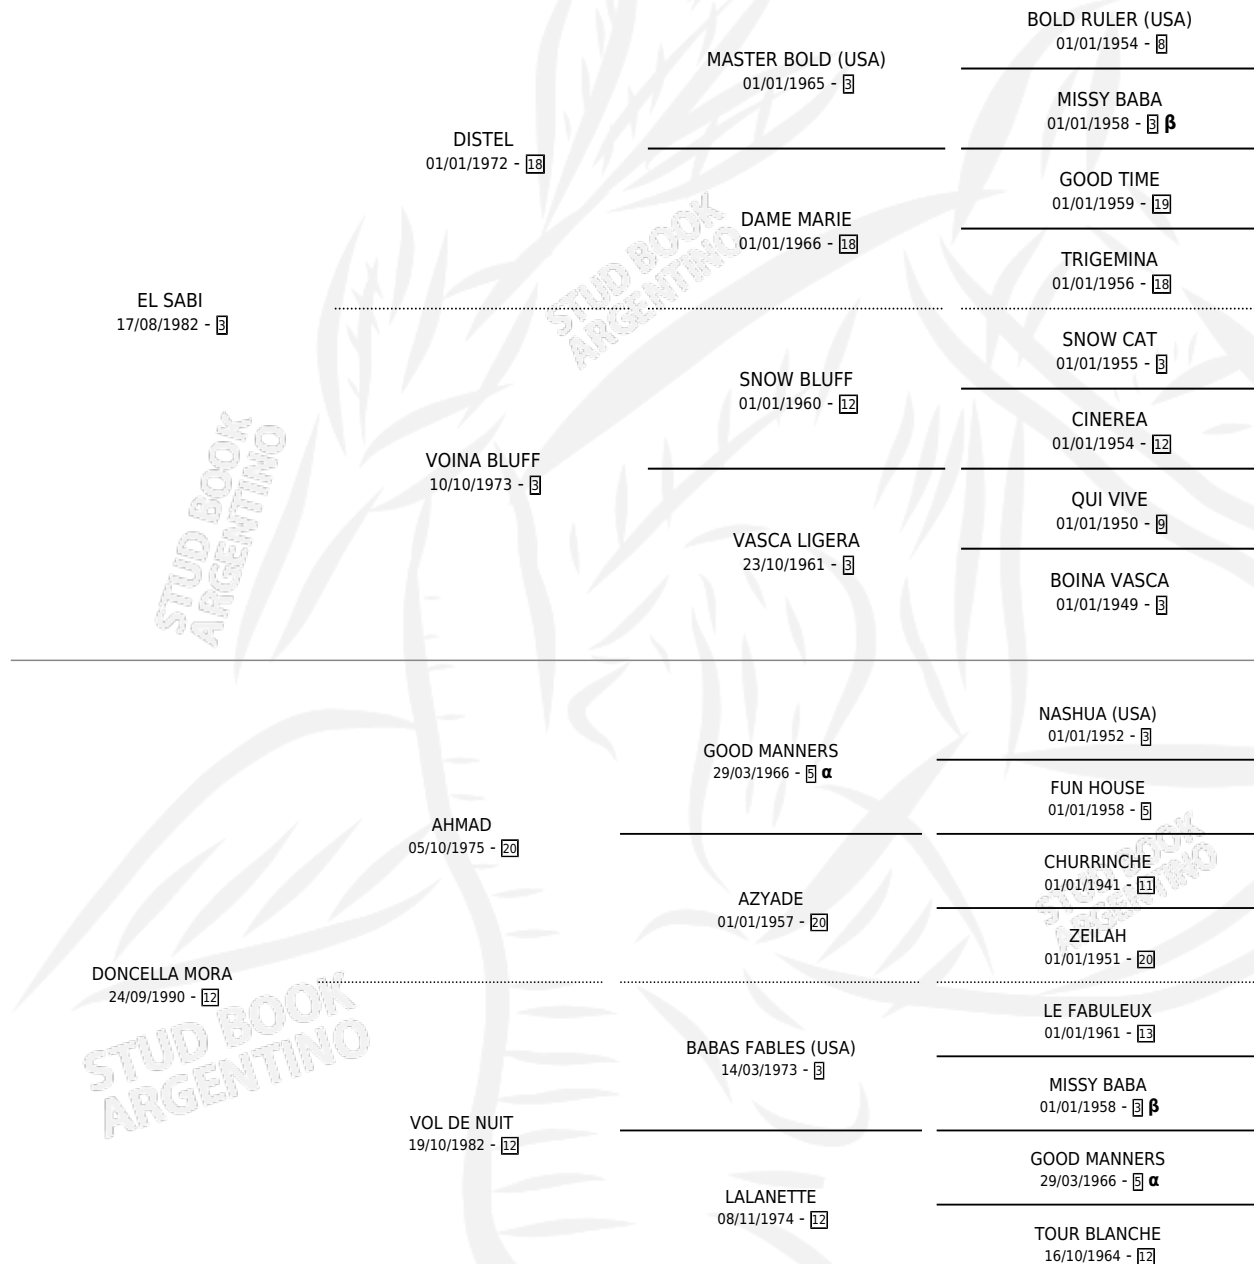 BOLD RULER (USA)
01/01/1954 - 8
MASTER BOLD (USA)
01/01/1965 - 3
MISSY BABA
01/01/1958 - 3 β
DISTEL
01/01/1972 - 18
GOOD TIME
01/01/1959 - 19
DAME MARIE
01/01/1966 - 18
TRIGEMINA
01/01/1956 - 18
EL SABI
17/08/1982 - 3
SNOW CAT
01/01/1955 - 3
SNOW BLUFF
01/01/1960 - 12
CINEREA
01/01/1954 - 12
VOINA BLUFF
10/10/1973 - 3
QUI VIVE
01/01/1950 - 9
VASCA LIGERA
23/10/1961 - 3
BOINA VASCA
01/01/1949 - 3
NASHUA (USA)
01/01/1952 - 3
GOOD MANNERS
29/03/1966 - 5 α
FUN HOUSE
01/01/1958 - 5
AHMAD
05/10/1975 - 20
CHURRINCHE
01/01/1941 - 11
AZYADE
01/01/1957 - 20
ZEILAH
01/01/1951 - 20
DONCELLA MORA
24/09/1990 - 12
LE FABULEUX
01/01/1961 - 13
BABAS FABLES (USA)
14/03/1973 - 3
MISSY BABA
01/01/1958 - 3 β
VOL DE NUIT
19/10/1982 - 12
GOOD MANNERS
29/03/1966 - 5 α
LALANETTE
08/11/1974 - 12
TOUR BLANCHE
16/10/1964 - 12
STUD BOOK
ARGENTINO
STUD BOOK
ARGENTINO
STUD BOOK
ARGENTINO
STUD BOOK
ARGENTINO